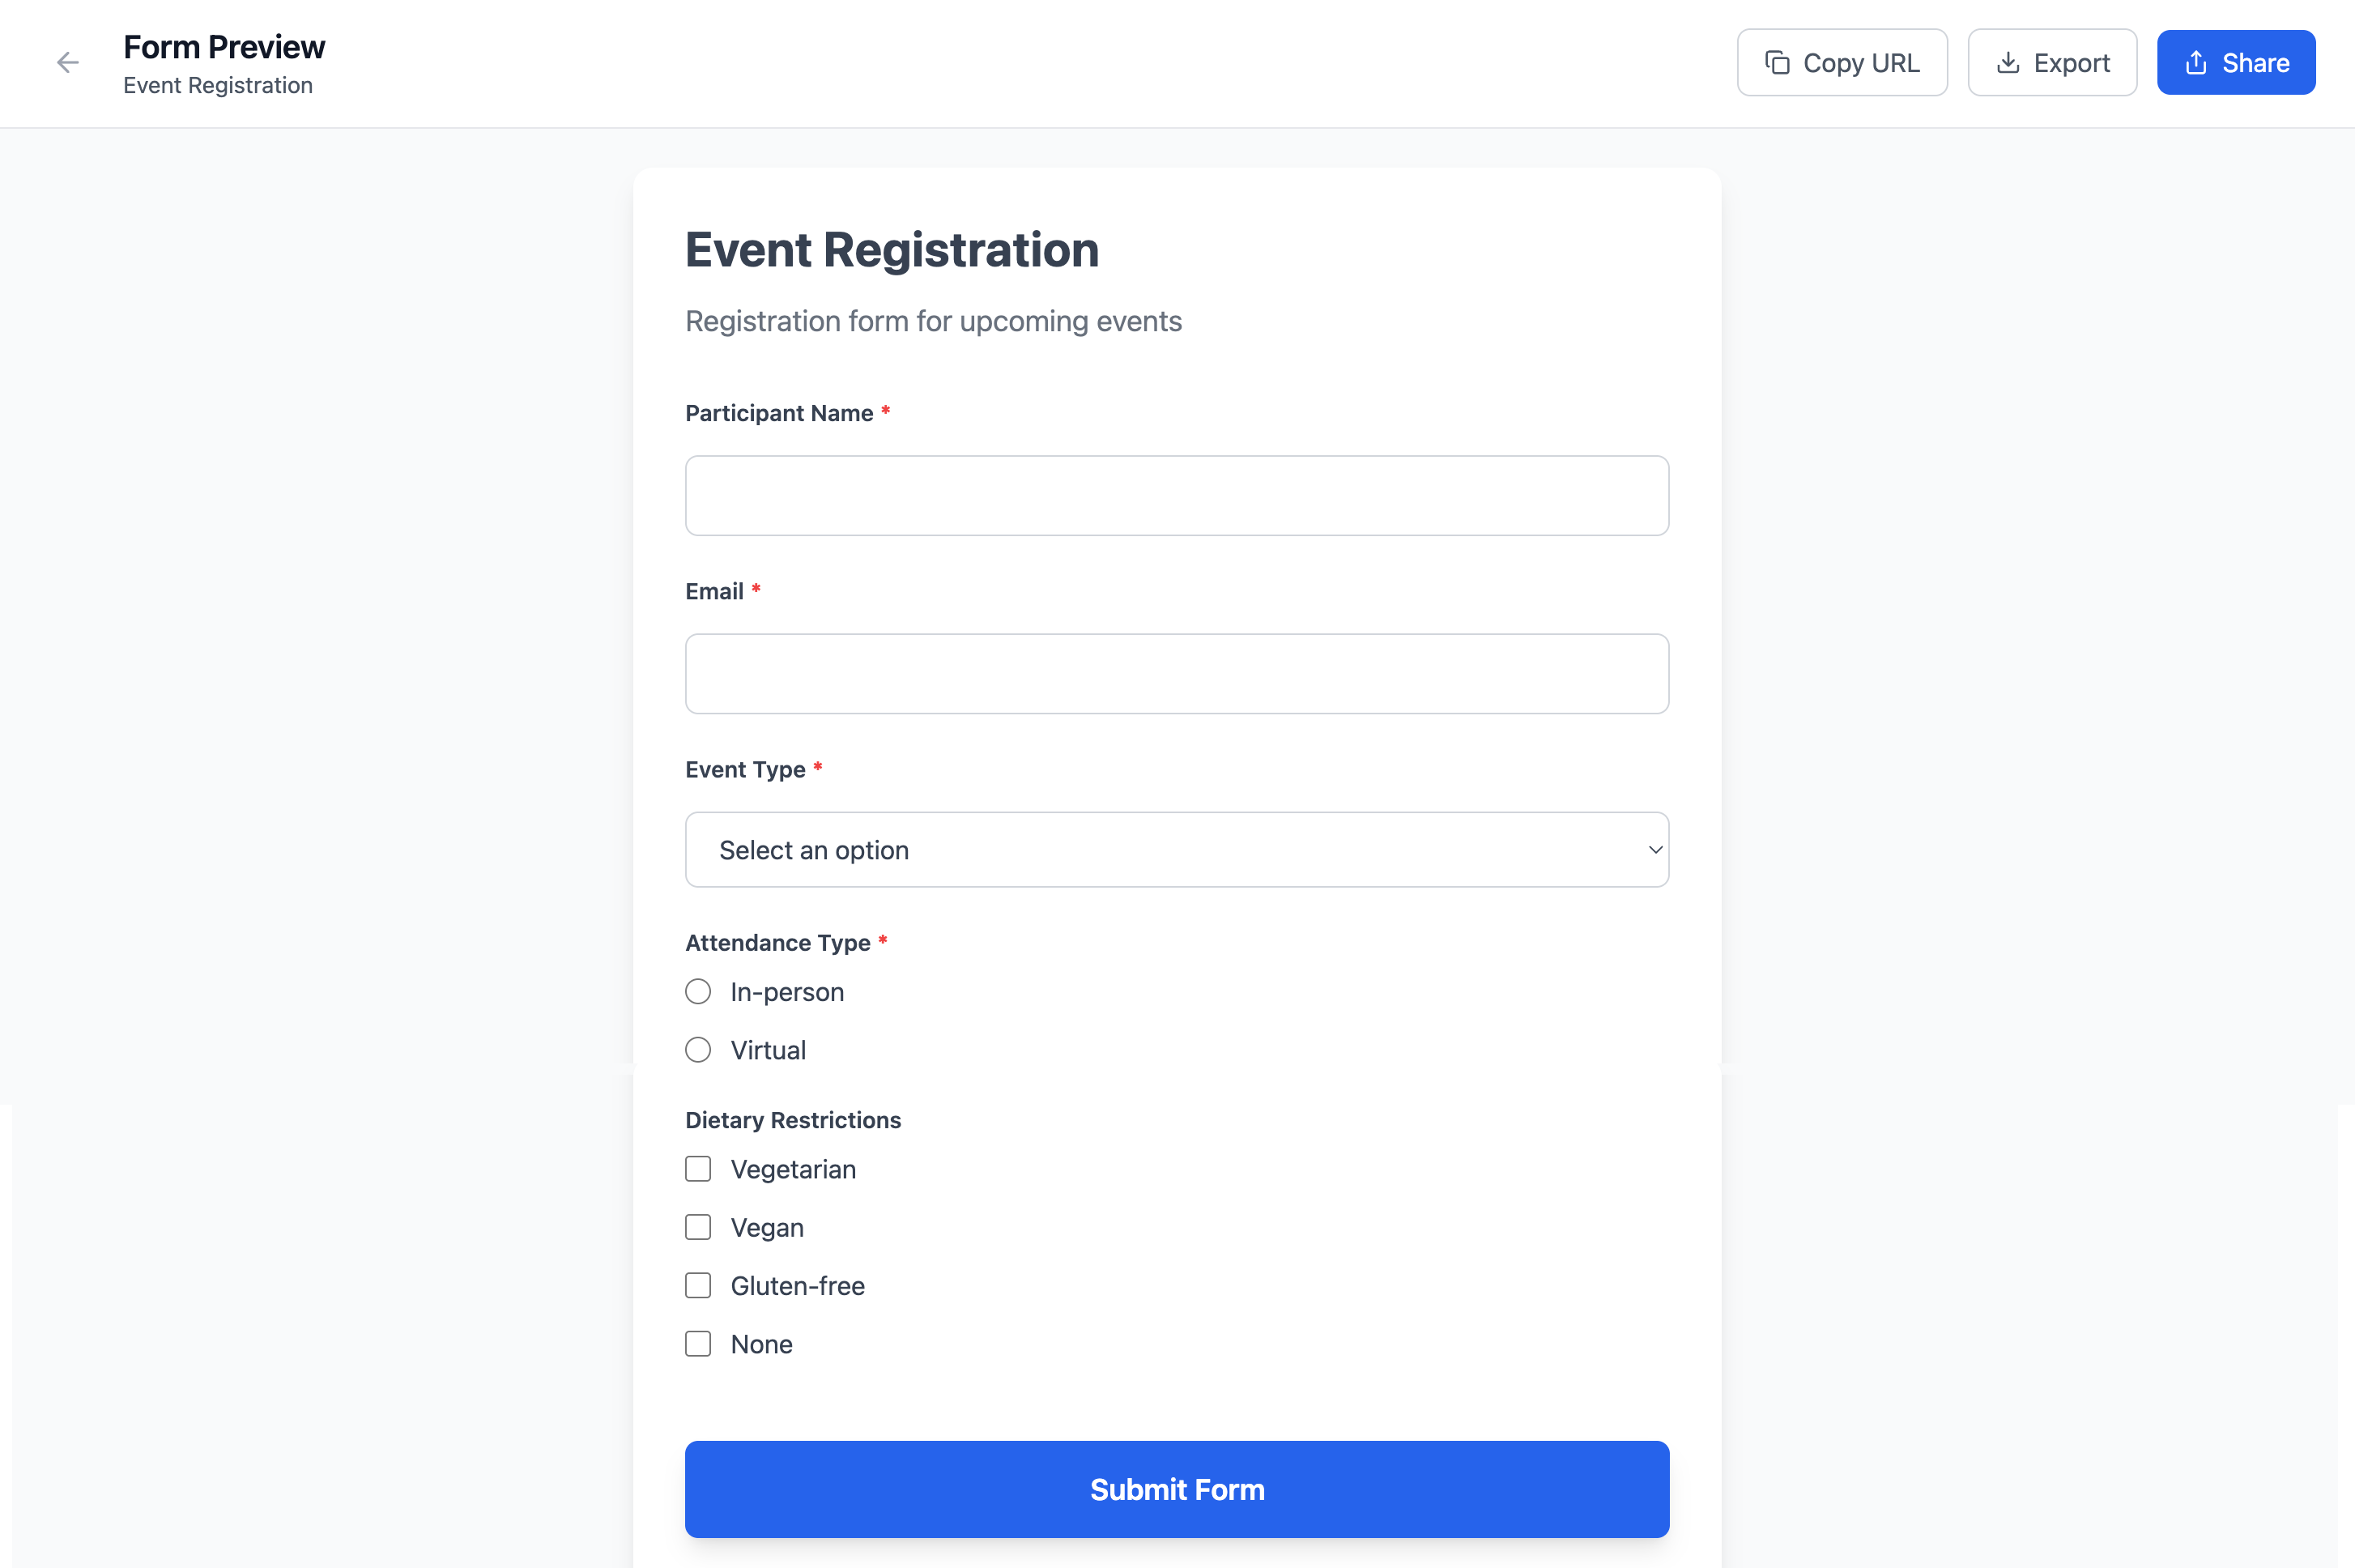 Form Preview
Event Registration
Copy URL
Export
Share
Event Registration
Registration form for upcoming events
Participant Name *
Email *
Event Type *
Select an option
Attendance Type *
In-person
Virtual
Dietary Restrictions
Vegetarian
Vegan
Gluten-free
None
Submit Form